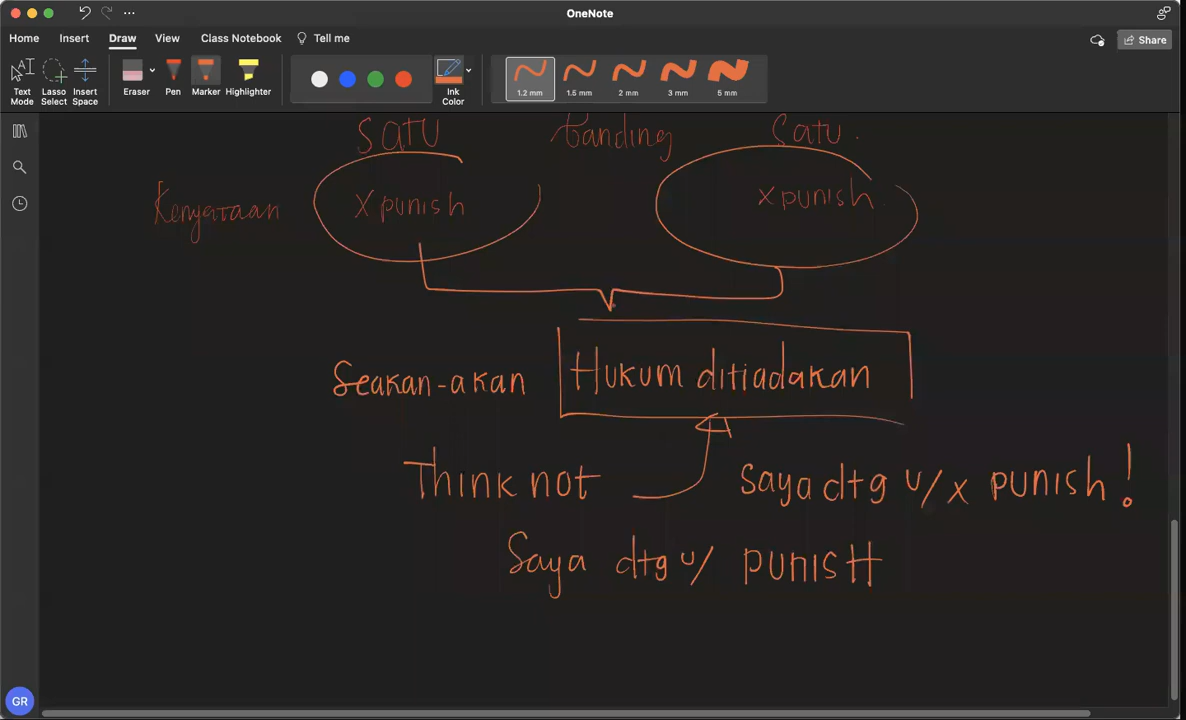 OneNote
Home Insert Draw View Class Notebook Tell me Share
Text Mode Lasso Select Insert Space Eraser Pen Marker Highlighter Ink Color 1.2 mm 1.5 mm 2 mm 3 mm 5 mm
SATU tanding Satu.
Kenyataan x punish x punish
Seakan-akan Hukum ditiadakan
Think not Saya dtg u/ x punish!
Saya dtg u/ PUNISH
GR